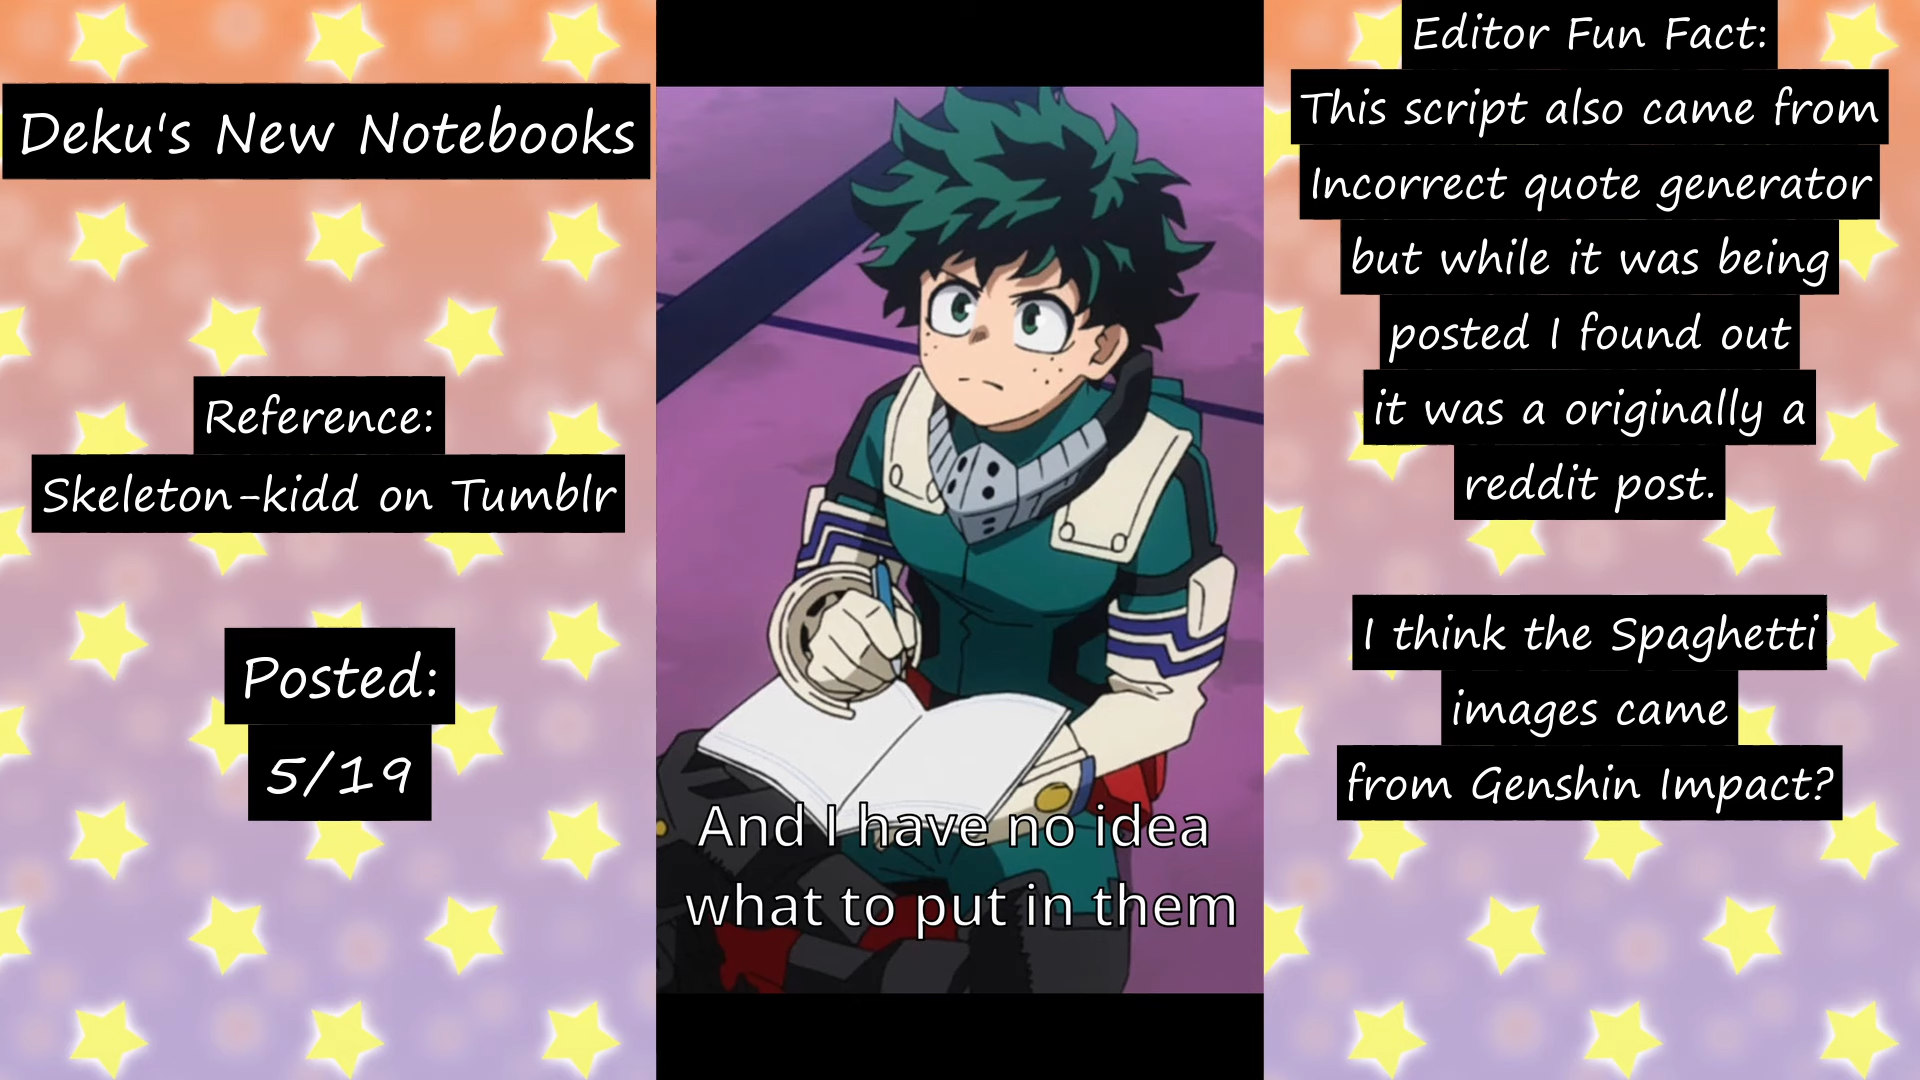 Deku's New Notebooks
Reference:
Skeleton-kidd on Tumblr
Posted:
5/19
And I have no idea
what to put in them
Editor Fun Fact:
This script also came from
Incorrect quote generator
but while it was being
posted I found out
it was a originally a
reddit post.
I think the Spaghetti
images came
from Genshin Impact?